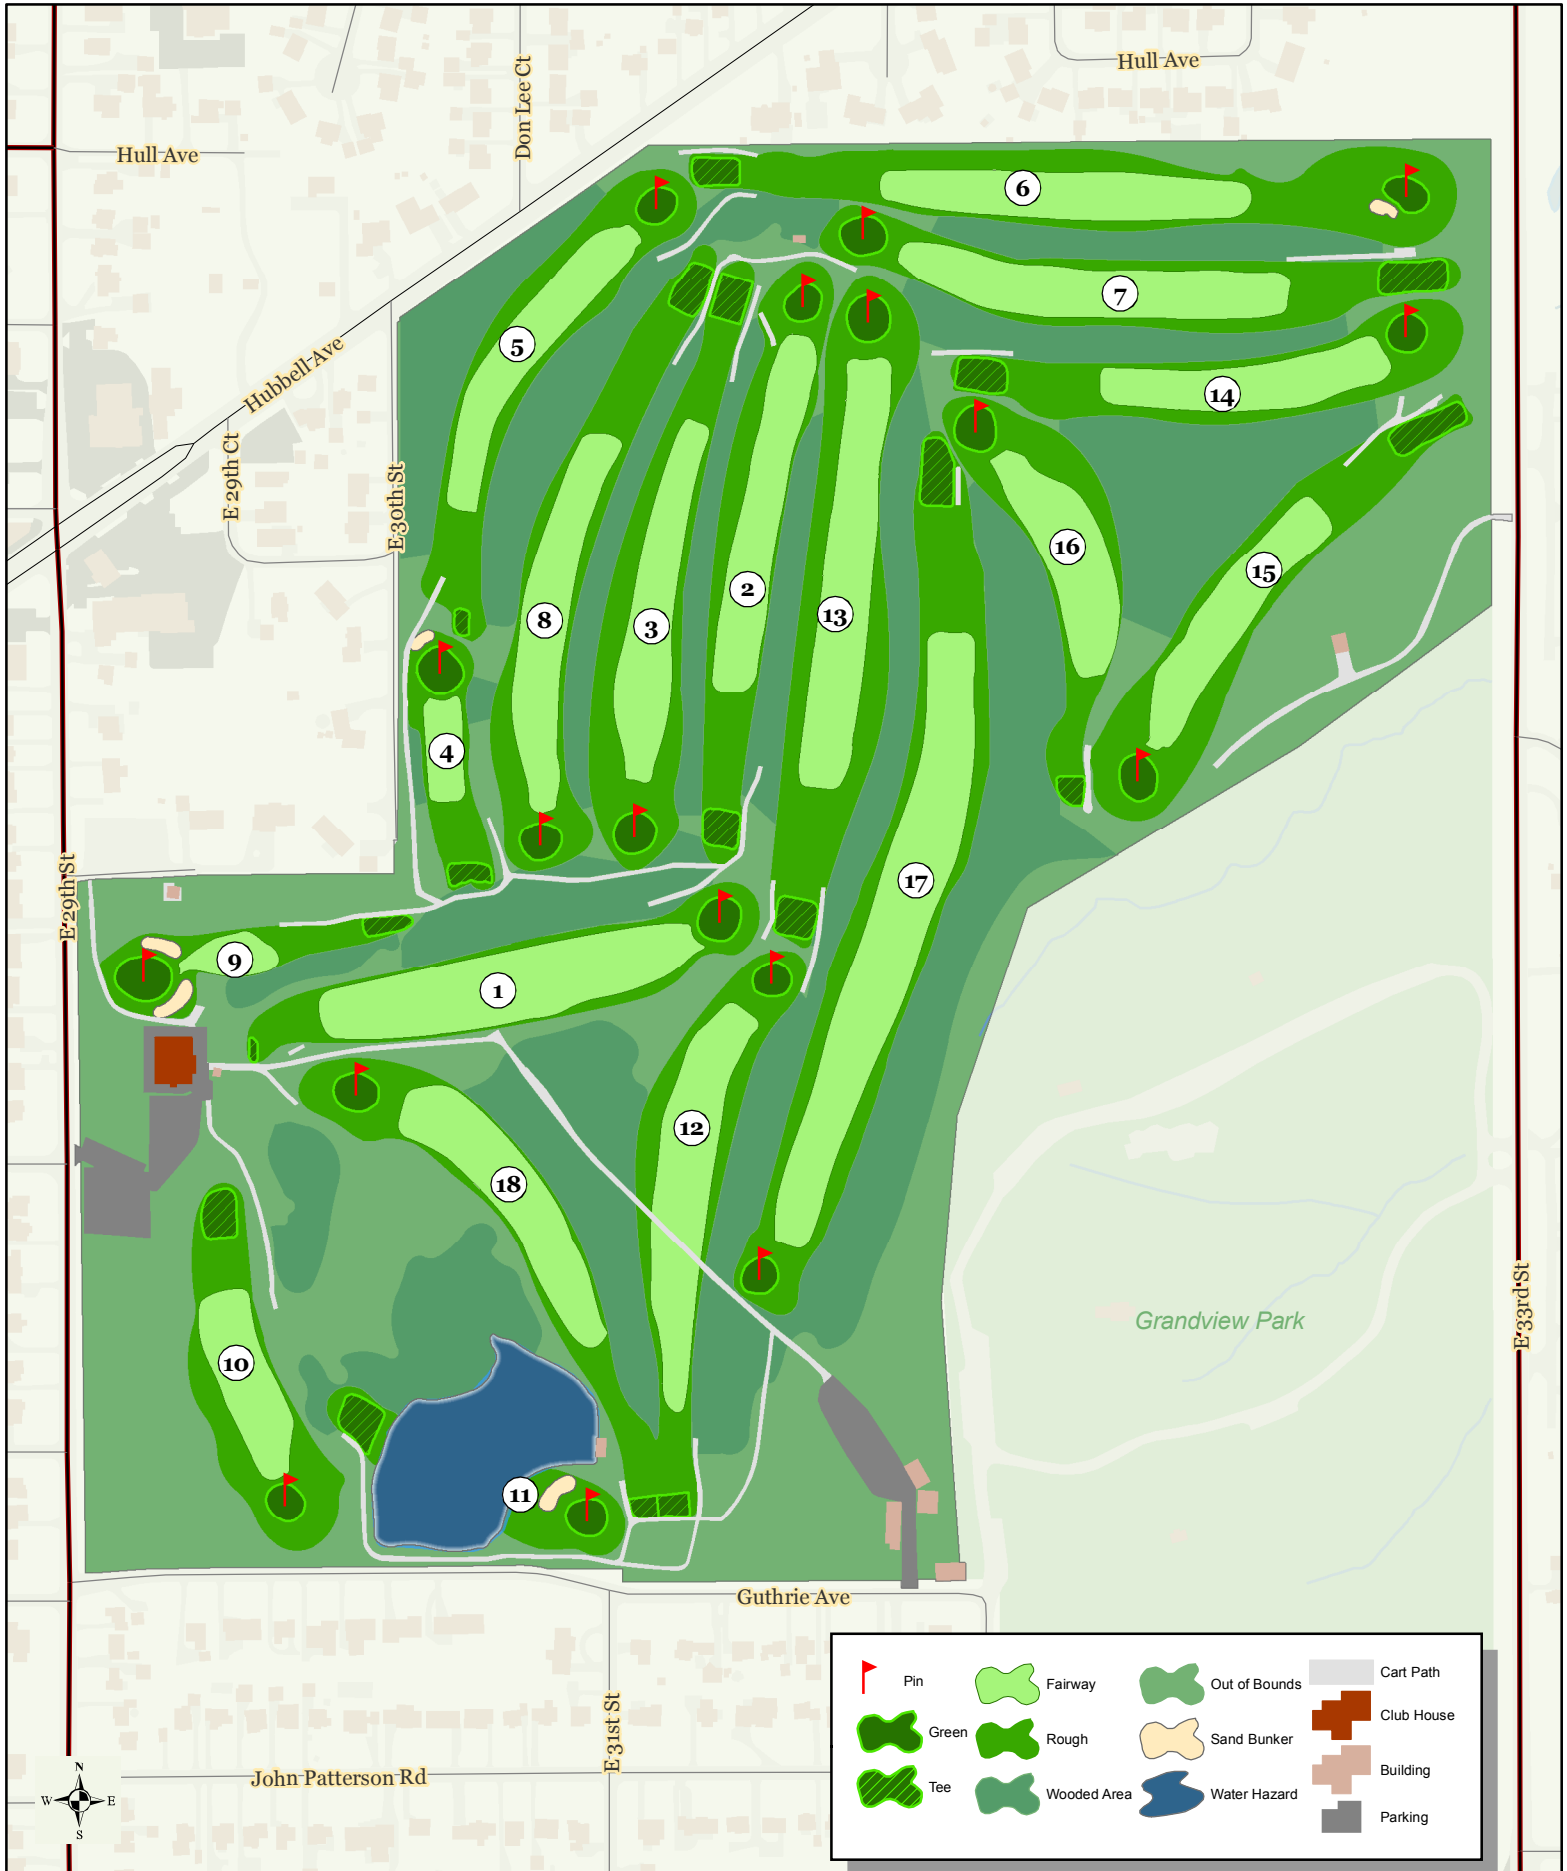 Hull Ave
Don Lee Ct
Hull Ave
6
7
5
14
Hubbell Ave
E 29th Ct
E 30th St
16
15
2
13
8
3
4
17
E 29th St
9
1
12
18
10
11
Grandview Park
E 33rd St
Guthrie Ave
E 31st St
John Patterson Rd
N
W E
S
Pin
Green
Tee
Fairway
Rough
Wooded Area
Out of Bounds
Sand Bunker
Water Hazard
Cart Path
Club House
Building
Parking